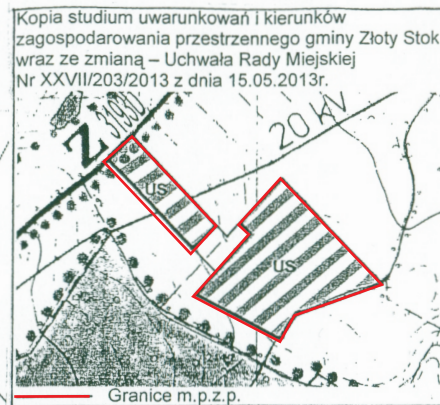 Kopia studium uwarunkowań i kierunków
zagospodarowania przestrzennego gminy Złoty Stok
wraz ze zmianą – Uchwała Rady Miejskiej
Nr XXVII/203/2013 z dnia 15.05.2013r.
Z
20 kV
US
US
Granice m.p.z.p.